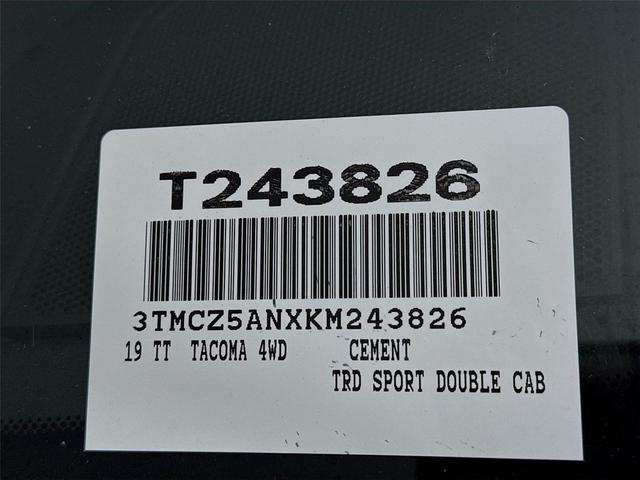 T243826
3TMCZ5ANXKM243826
19 TT TACOMA 4WD CEMENT
TRD SPORT DOUBLE CAB